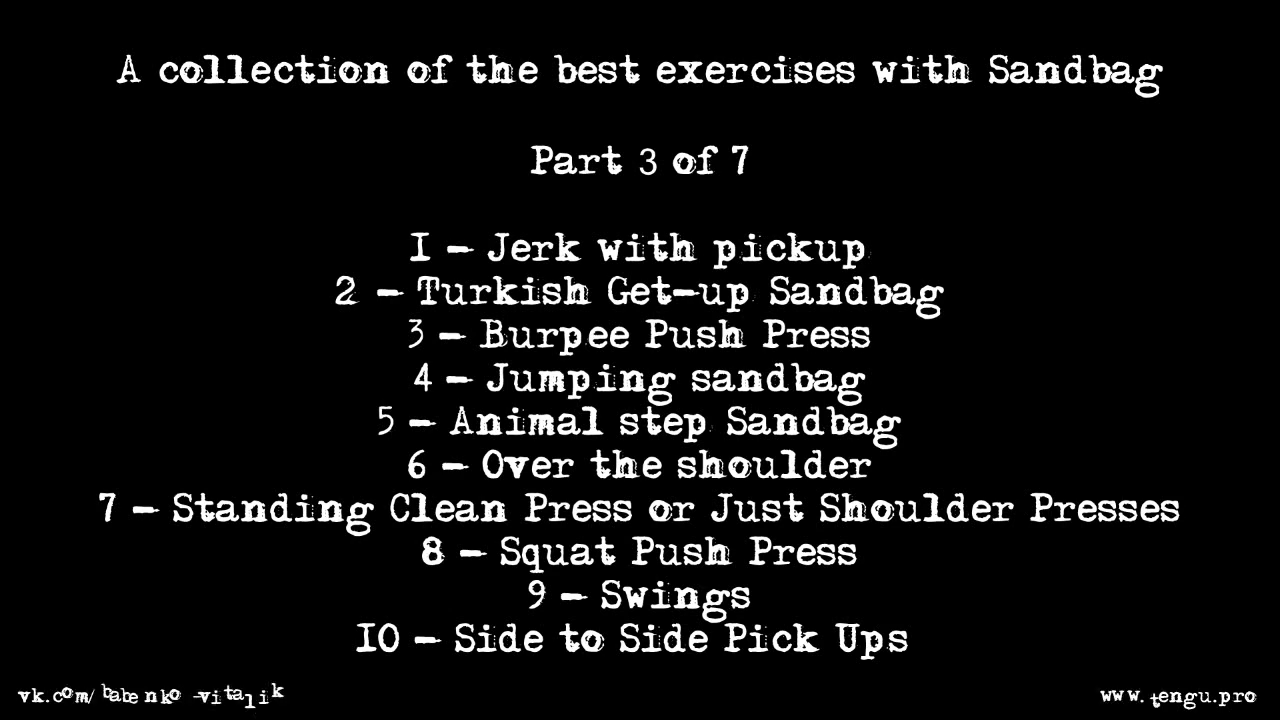 A collection of the best exercises with Sandbag
Part 3 of 7
1 - Jerk with pickup
2 - Turkish Get-up Sandbag
3 - Burpee Push Press
4 - Jumping sandbag
5 - Animal step Sandbag
6 - Over the shoulder
7 - Standing Clean Press or Just Shoulder Presses
8 - Squat Push Press
9 - Swings
10 - Side to Side Pick Ups
vk.com/babenko-vitalik
www.tengu.pro